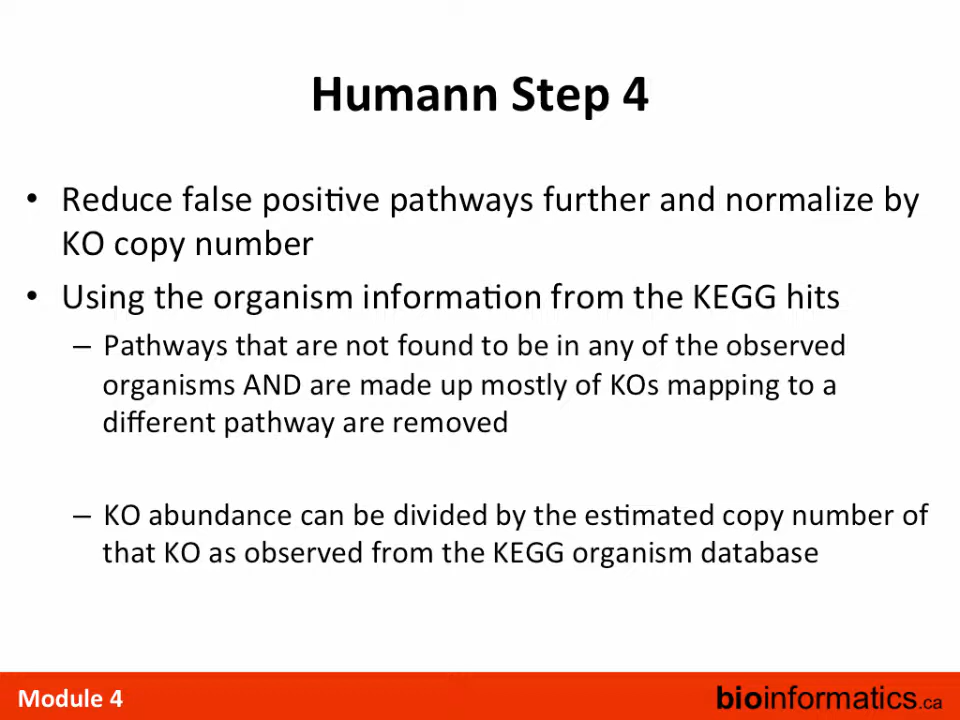 Humann Step 4
• Reduce false positive pathways further and normalize by
KO copy number
• Using the organism information from the KEGG hits
– Pathways that are not found to be in any of the observed
organisms AND are made up mostly of KOs mapping to a
different pathway are removed
– KO abundance can be divided by the estimated copy number of
that KO as observed from the KEGG organism database
Module 4
bioinformatics.ca